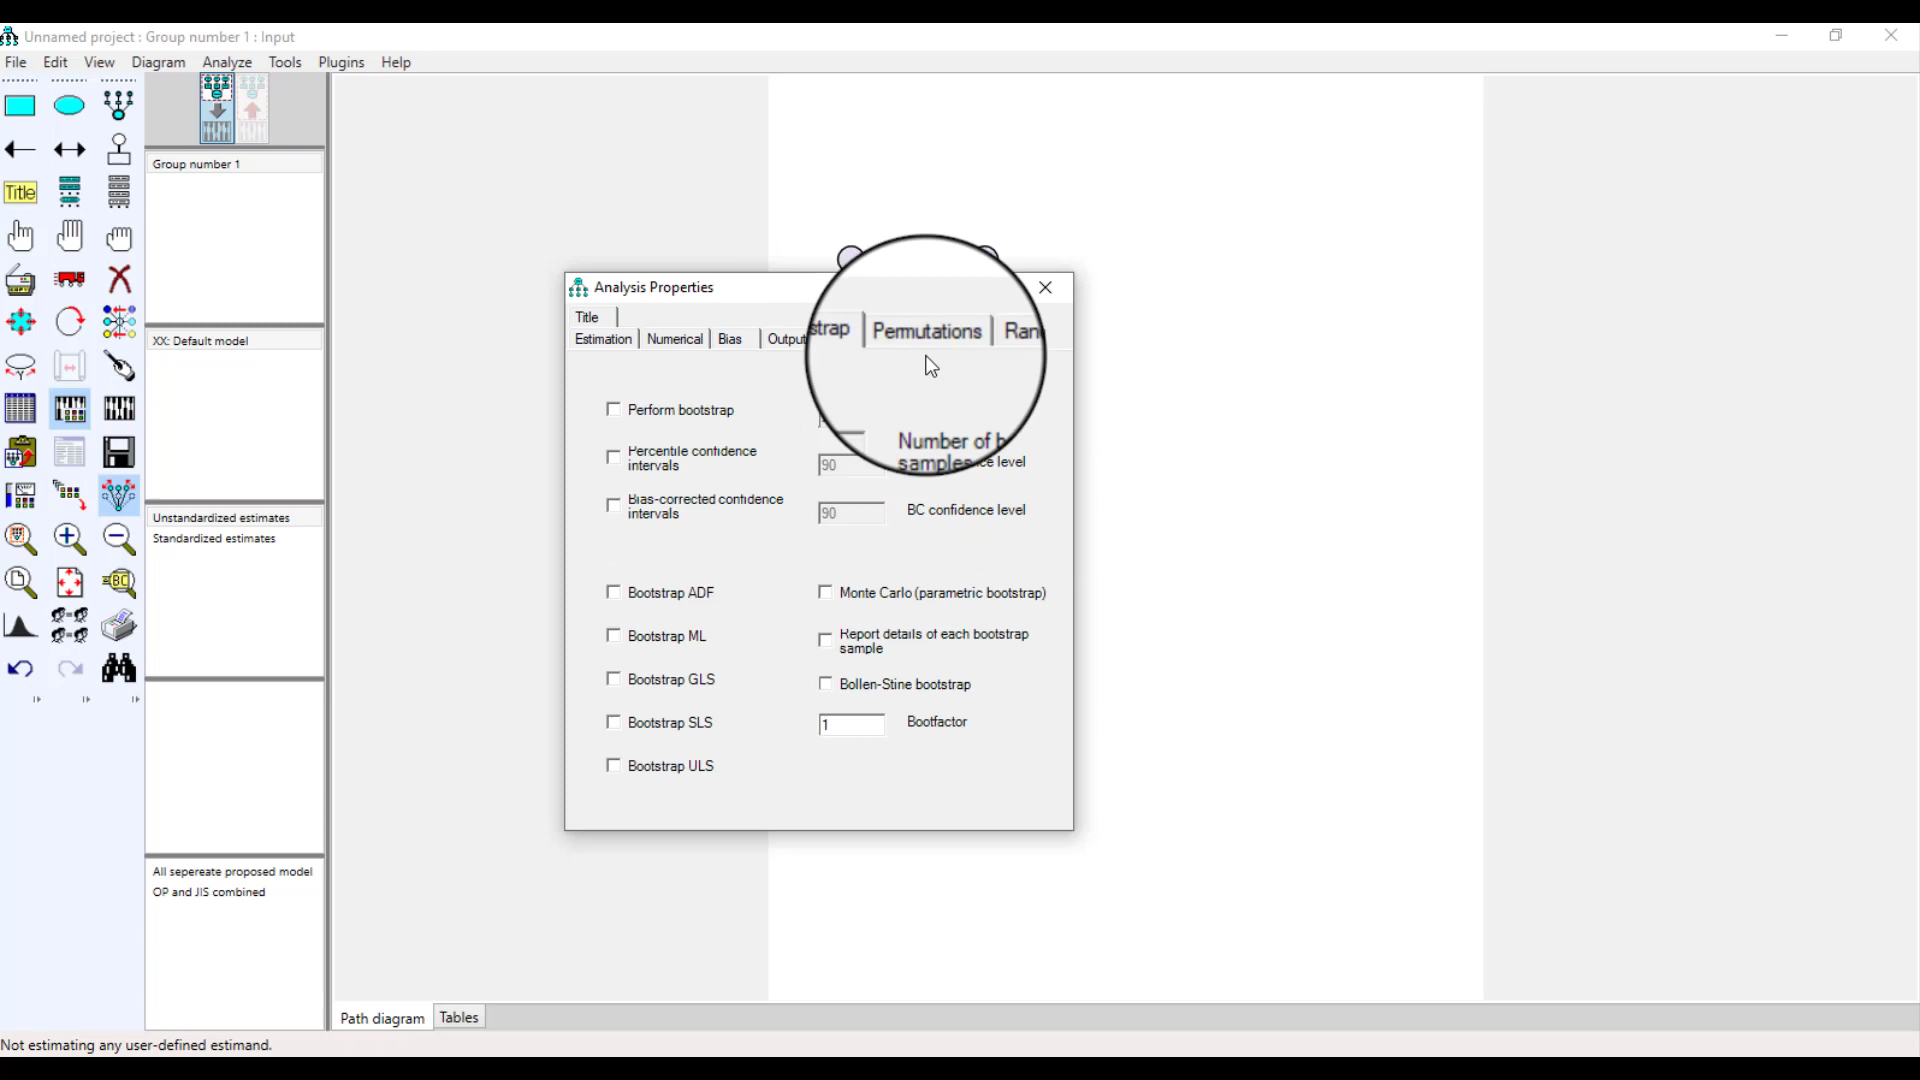 Unnamed project : Group number 1 : Input
File Edit View Diagram Analyze Tools Plugins Help
Group number 1
Title
XX: Default model
Unstandardized estimates
Standardized estimates
BC
All sepereate proposed model
OP and JIS combined
Analysis Properties
Title
Estimation Numerical Bias Output strap Permutations Ran
Perform bootstrap
Number of b
samples
Percentile confidence
intervals
90 ce level
Bias-corrected confidence
intervals
90 BC confidence level
Bootstrap ADF Monte Carlo (parametric bootstrap)
Bootstrap ML Report details of each bootstrap
sample
Bootstrap GLS Bollen-Stine bootstrap
Bootstrap SLS 1 Bootfactor
Bootstrap ULS
Path diagram Tables
Not estimating any user-defined estimand.